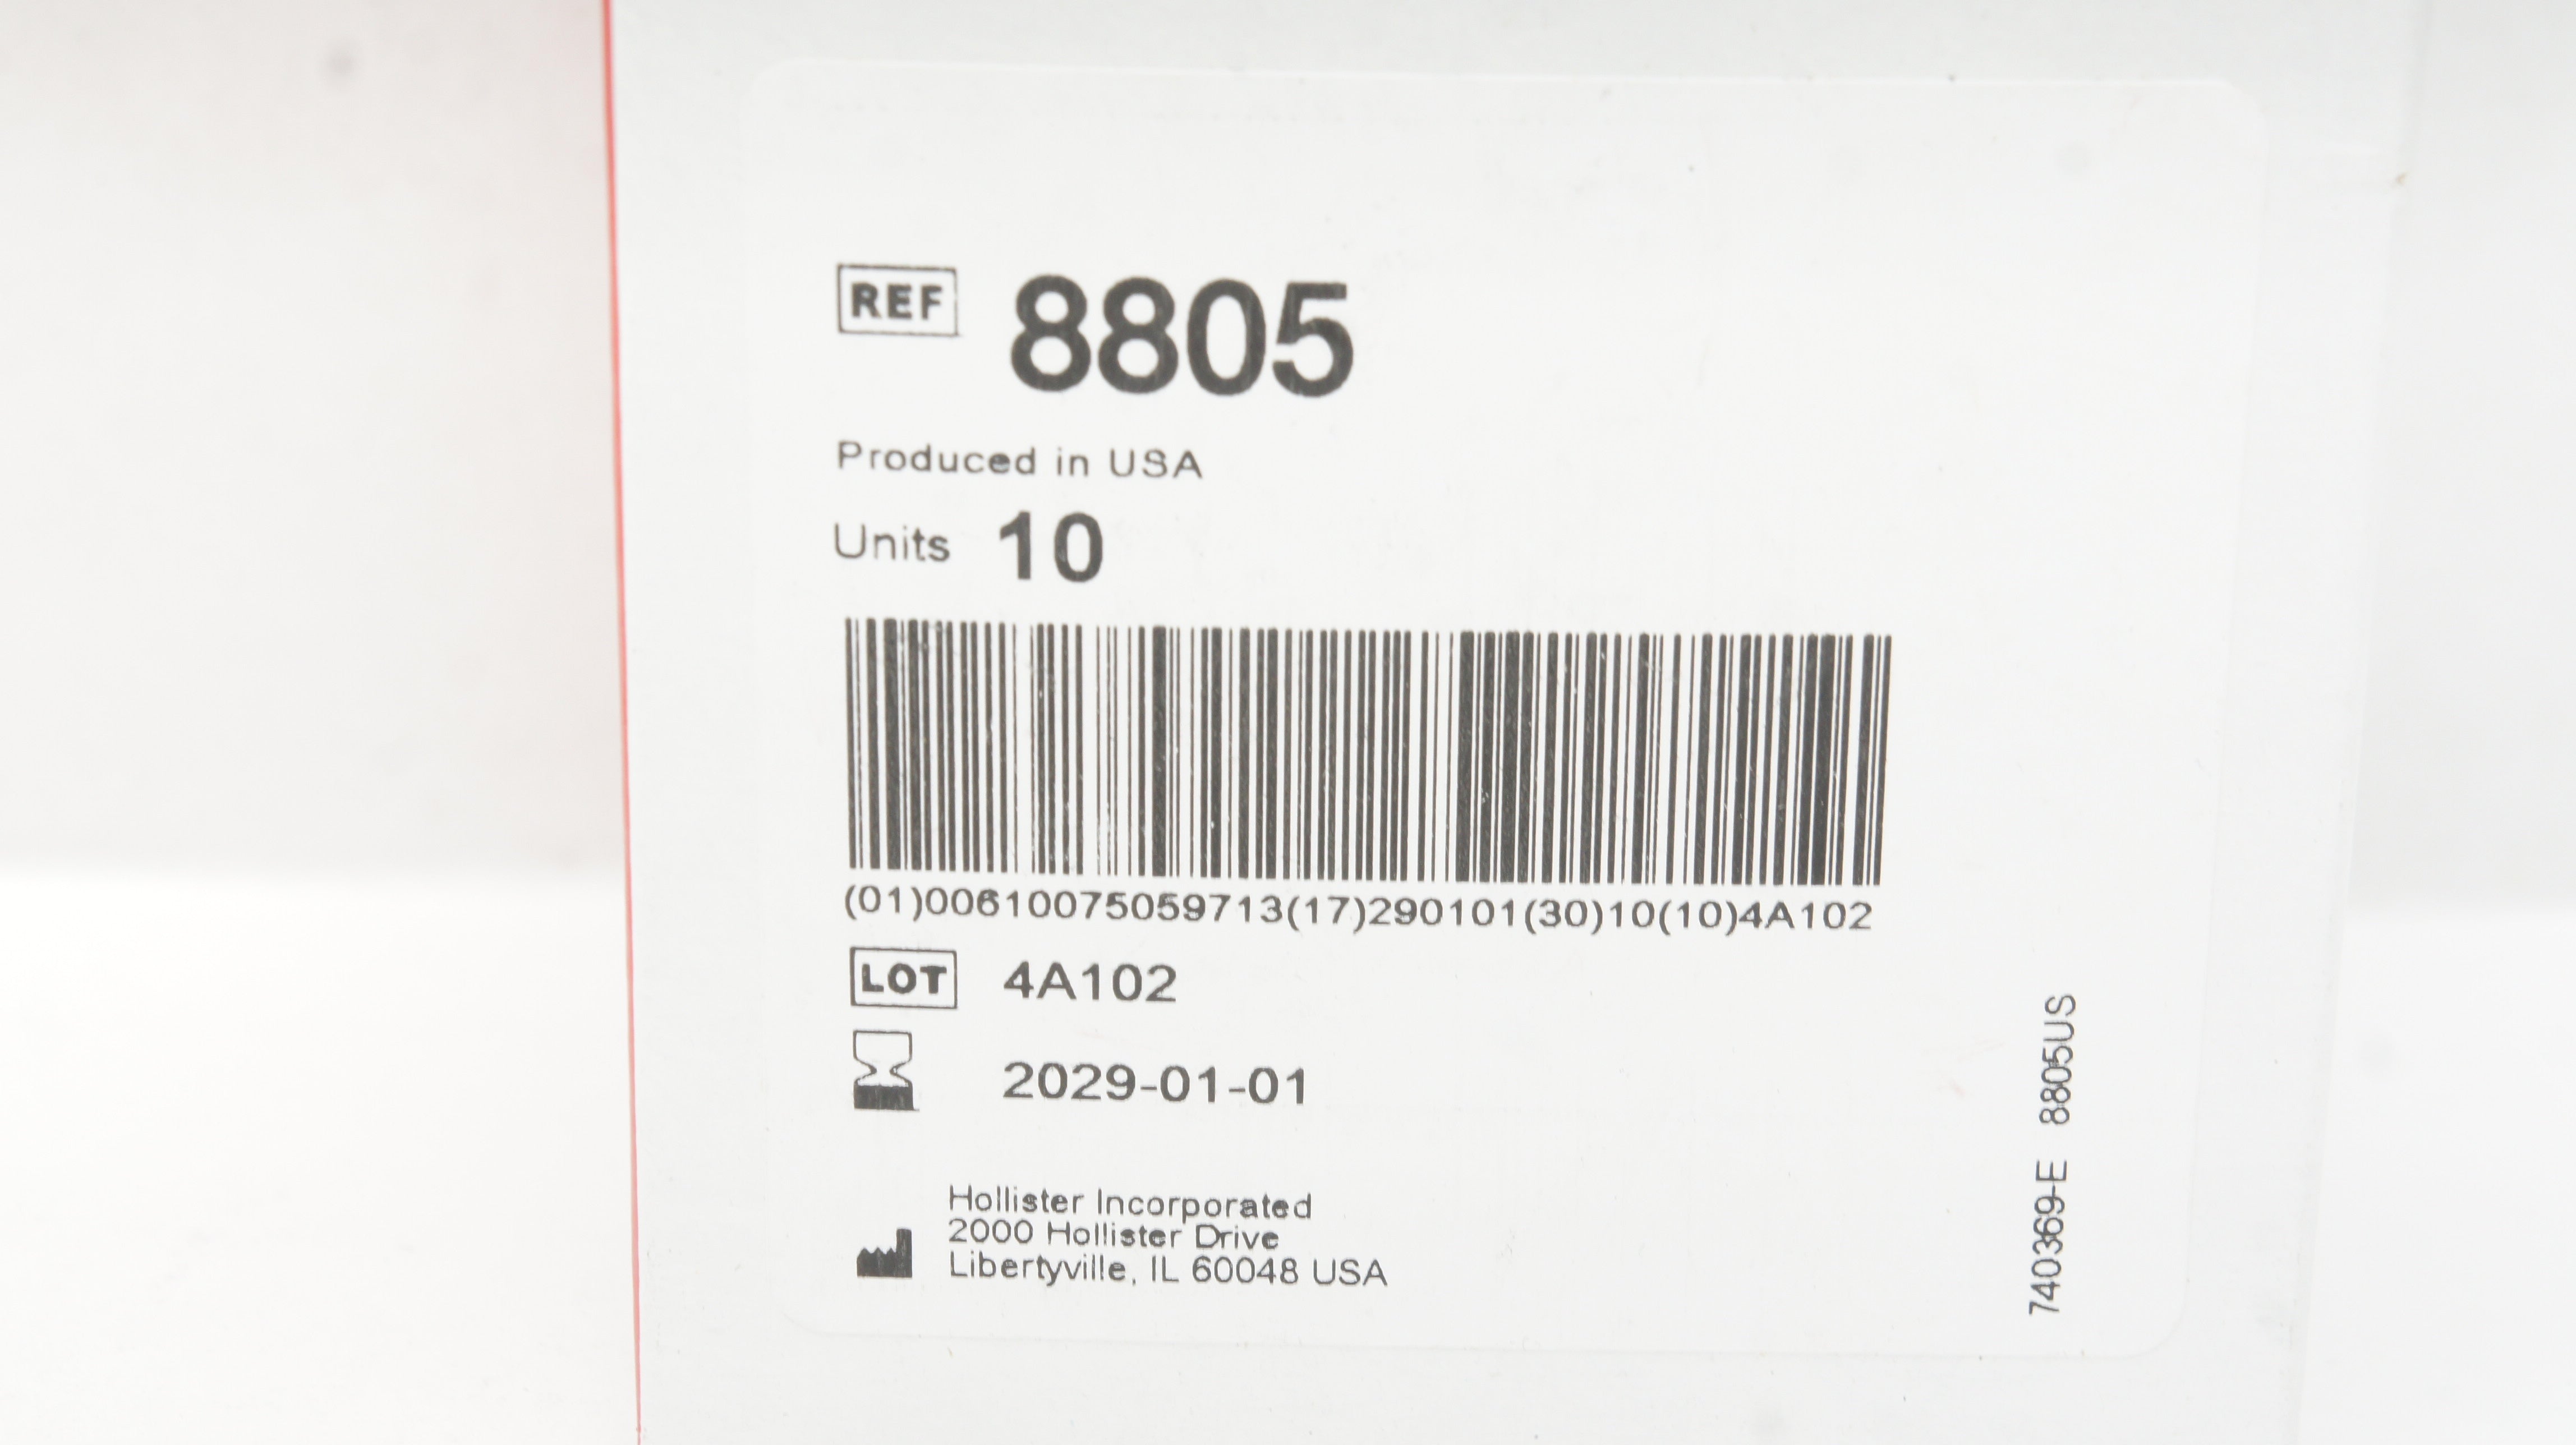 REF 8805
Produced in USA
Units 10
(01)00610075059713(17)290101(30)10(10)4A102
LOT 4A102
2029-01-01
Hollister Incorporated
2000 Hollister Drive
Libertyville, IL 60048 USA
740369-E 8805US